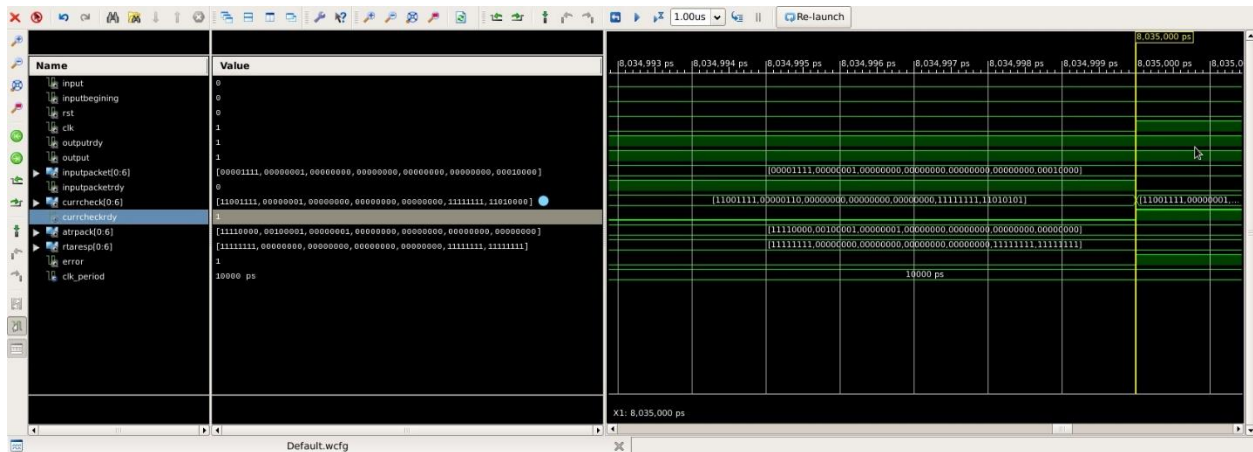 1.00us
Re-launch
8,035,000 ps
Name
Value
8,034,993 ps
8,034,994 ps
8,034,995 ps
8,034,996 ps
8,034,997 ps
8,034,998 ps
8,034,999 ps
8,035,000 ps
8,035,0
input
0
inputbegining
0
rst
0
clk
1
outputrdy
1
output
1
inputpacket[0:6]
[00001111,00000001,00000000,00000000,00000000,00000000,00010000]
[00001111,00000001,00000000,00000000,00000000,00000000,00010000]
inputpacketrdy
0
currcheck[0:6]
[11001111,00000001,00000000,00000000,00000000,11111111,11010000]
[11001111,00000110,00000000,00000000,00000000,11111111,11010101]
[11001111,00000001,...
currcheckrdy
1
atrpack[0:6]
[11110000,00100001,00000001,00000000,00000000,00000000,00000000]
[11110000,00100001,00000001,00000000,00000000,00000000,00000000]
rtaresp[0:6]
[11111111,00000000,00000000,00000000,00000000,11111111,11111111]
[11111111,00000000,00000000,00000000,00000000,11111111,11111111]
error
1
clk_period
10000 ps
10000 ps
X1: 8,035,000 ps
Default.wcfg